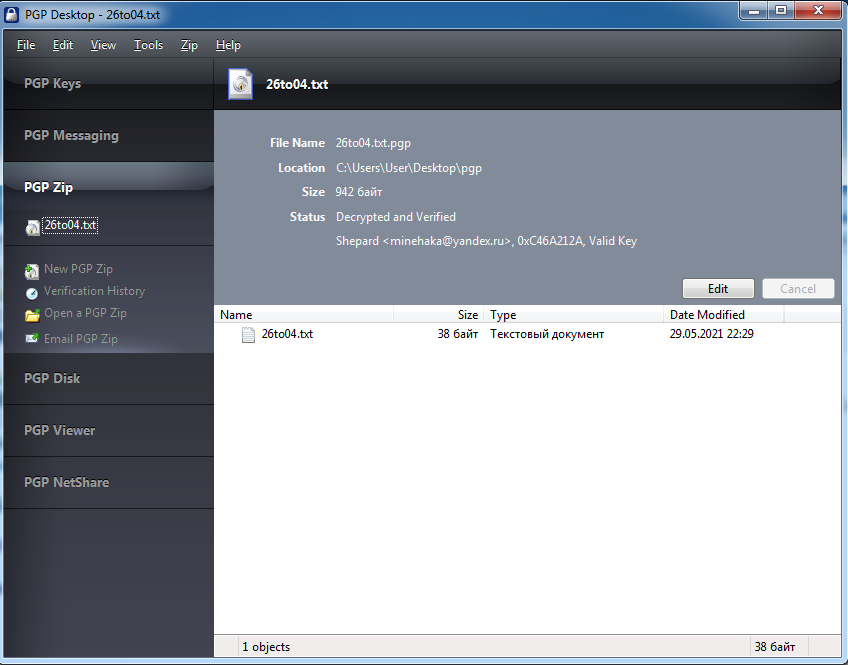 PGP Desktop - 26to04.txt
File Edit View Tools Zip Help
PGP Keys
PGP Messaging
PGP Zip
26to04.txt
New PGP Zip
Verification History
Open a PGP Zip
Email PGP Zip
PGP Disk
PGP Viewer
PGP NetShare
26to04.txt
File Name 26to04.txt.pgp
Location C:\Users\User\Desktop\pgp
Size 942 байт
Status Decrypted and Verified
Shepard <minehaka@yandex.ru>, 0xC46A212A, Valid Key
Edit Cancel
Name Size Type Date Modified
26to04.txt 38 байт Текстовый документ 29.05.2021 22:29
1 objects 38 байт